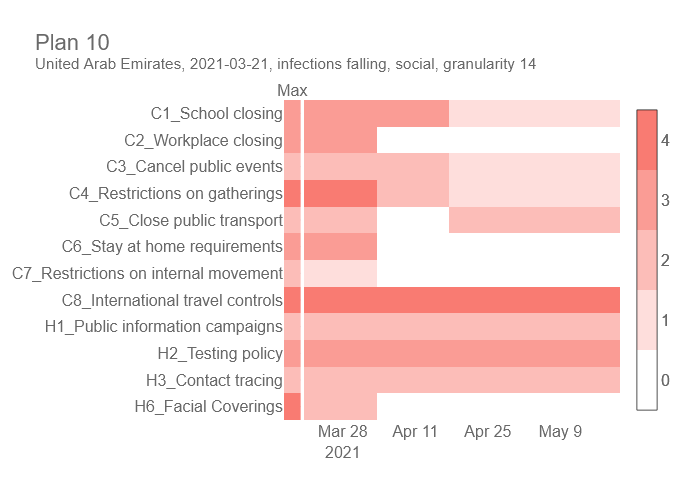 Plan 10
United Arab Emirates, 2021-03-21, infections falling, social, granularity 14
Max
C1_School closing
C2_Workplace closing
C3_Cancel public events
C4_Restrictions on gatherings
C5_Close public transport
C6_Stay at home requirements
C7_Restrictions on internal movement
C8_International travel controls
H1_Public information campaigns
H2_Testing policy
H3_Contact tracing
H6_Facial Coverings
Mar 28 Apr 11 Apr 25 May 9
2021
4
3
2
1
0